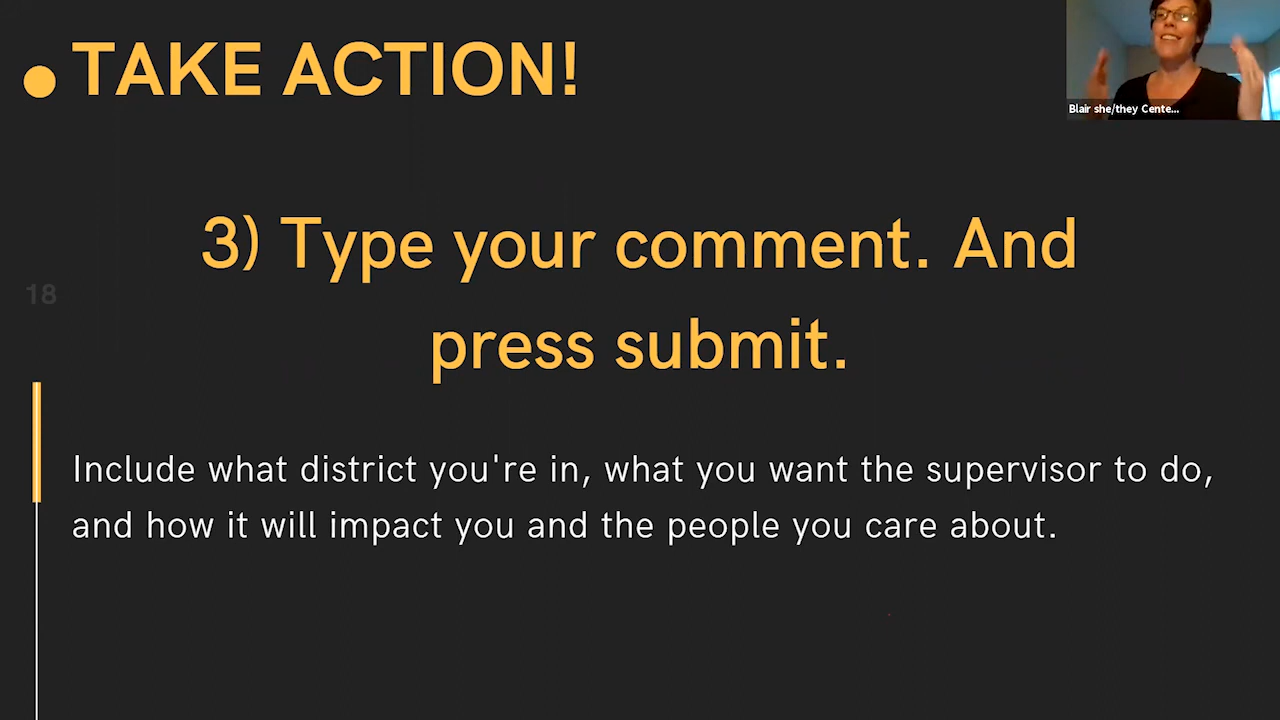 TAKE ACTION!
Blair she/they Cente...
3) Type your comment. And
press submit.
18
Include what district you're in, what you want the supervisor to do,
and how it will impact you and the people you care about.